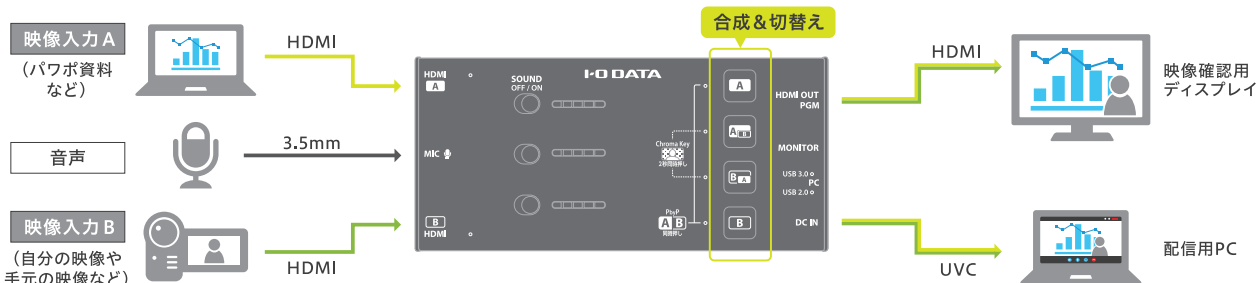 合成&切替え
映像入力A
(パワポ資料
など)
HDMI
音声
3.5mm
映像入力B
(自分の映像や
手元の映像など)
HDMI
HDMI
A
SOUND
OFF / ON
I-O DATA
MIC
B
HDMI
Chroma Key
2秒同時押し
PbyP
A B
同時押し
A
A B
B A
B
HDMI OUT
PGM
MONITOR
USB 3.0
PC
USB 2.0
DC IN
HDMI
映像確認用
ディスプレイ
UVC
配信用PC